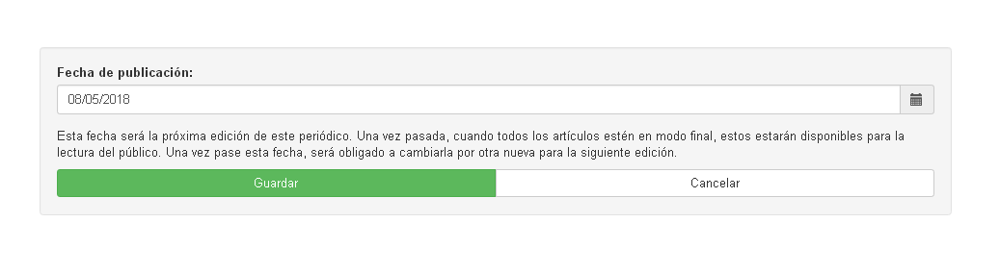 Fecha de publicación:
08/05/2018
Esta fecha será la próxima edición de este periódico. Una vez pasada, cuando todos los artículos estén en modo final, estos estarán disponibles para la
lectura del público. Una vez pase esta fecha, será obligado a cambiarla por otra nueva para la siguiente edición.
Guardar
Cancelar